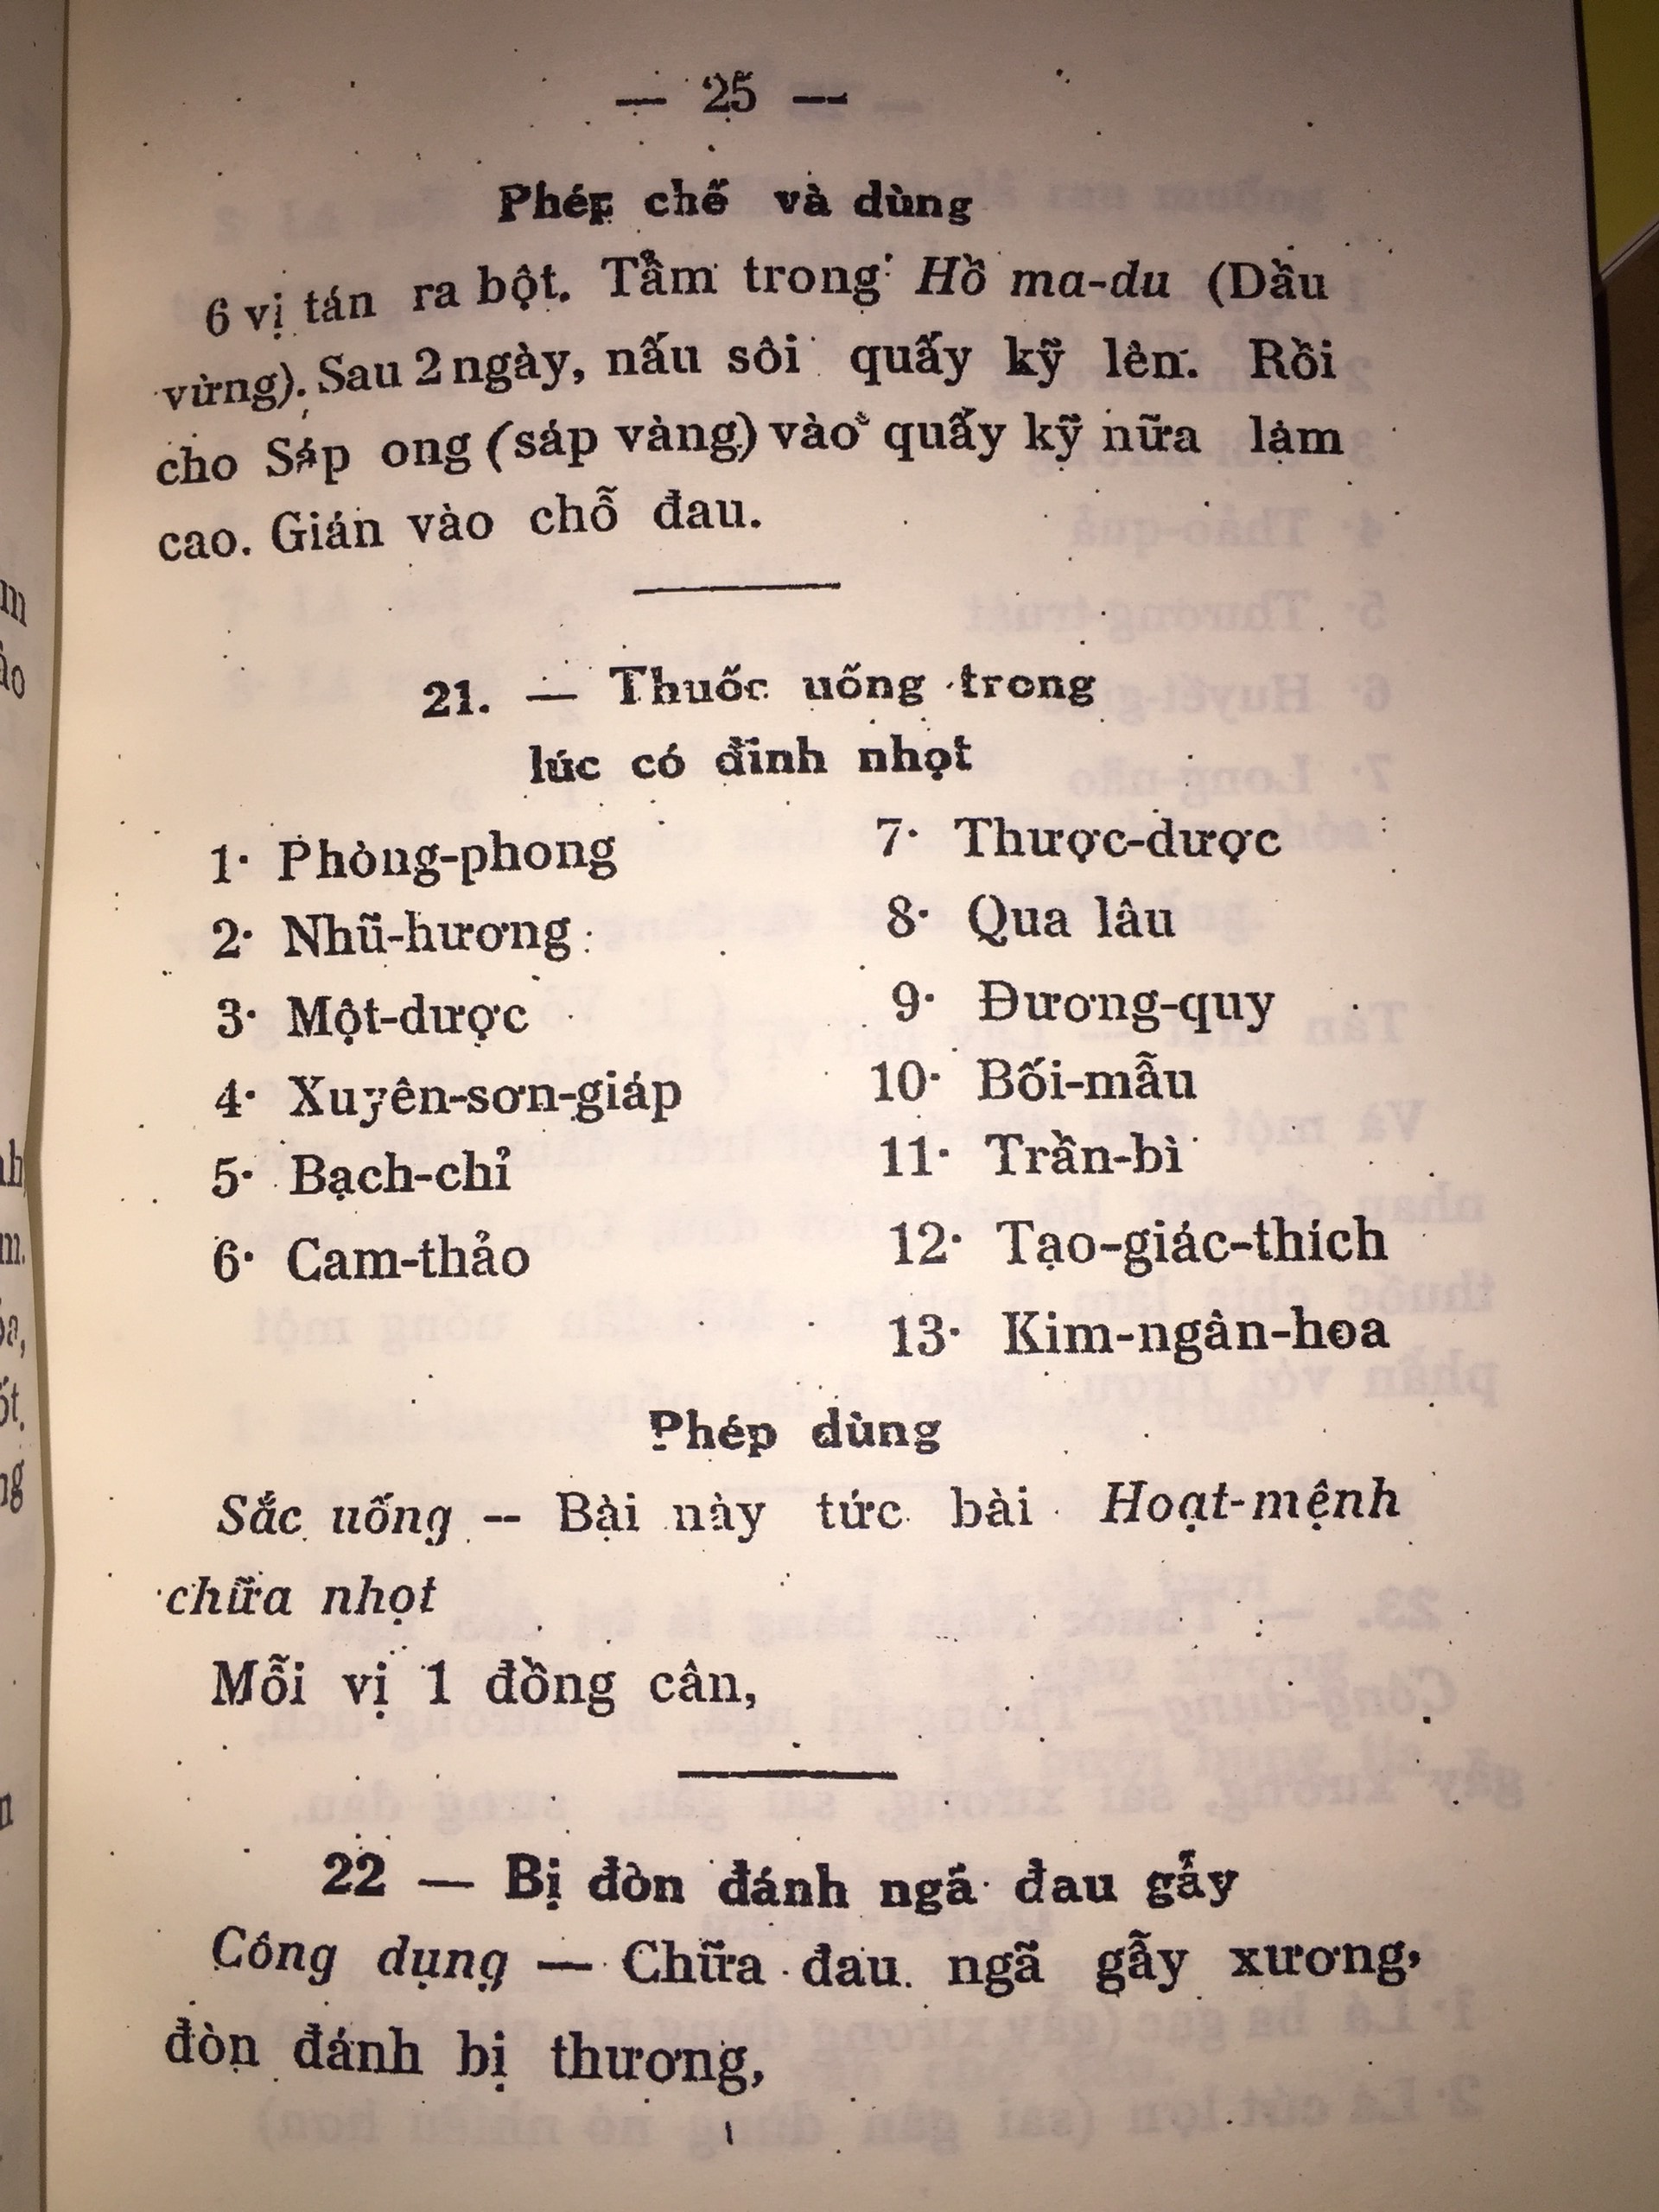 — 25 —
Phép chế và dùng
6 vị tán ra bột. Tẩm trong Hồ ma-du (Dầu
vừng). Sau 2 ngày, nấu sôi quấy kỹ lên. Rồi
cho Sáp ong (sáp vàng) vào quấy kỹ nữa làm
cao. Gián vào chỗ đau.
21. — Thuốc uống trong
lúc có đinh nhọt
1· Phòng-phong
2· Nhũ-hương
3· Một-dược
4· Xuyên-sơn-giáp
5· Bạch-chỉ
6· Cam-thảo
7· Thược-dược
8· Qua lâu
9· Đương-quy
10· Bối-mẫu
11· Trần-bì
12· Tạo-giác-thích
13· Kim-ngân-hoa
Phép dùng
Sắc uống -- Bài này tức bài Hoạt-mệnh
chữa nhọt
Mỗi vị 1 đồng cân,
22 — Bị đòn đánh ngã đau gẫy
Công dụng — Chữa đau ngã gẫy xương,
đòn đánh bị thương,